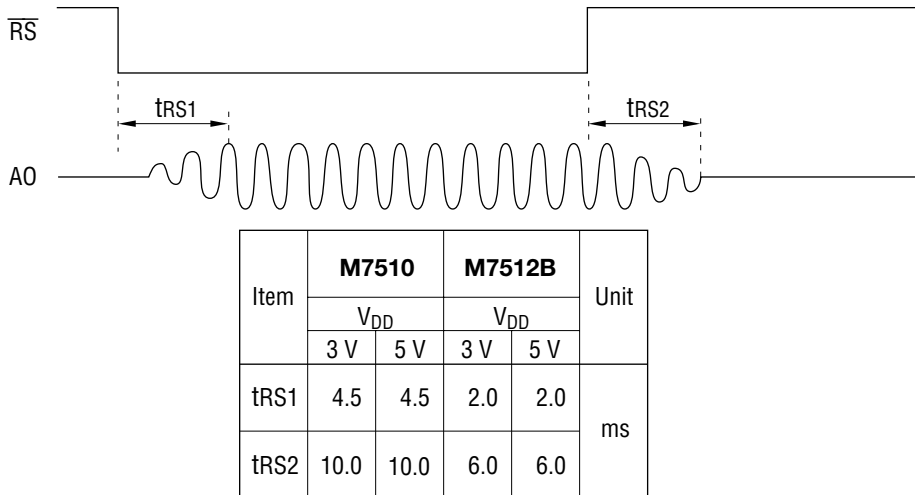 RS
tRS1 tRS2
AO
Item M7510 M7512B Unit
VDD VDD
3 V 5 V 3 V 5 V
tRS1 4.5 4.5 2.0 2.0 ms
tRS2 10.0 10.0 6.0 6.0